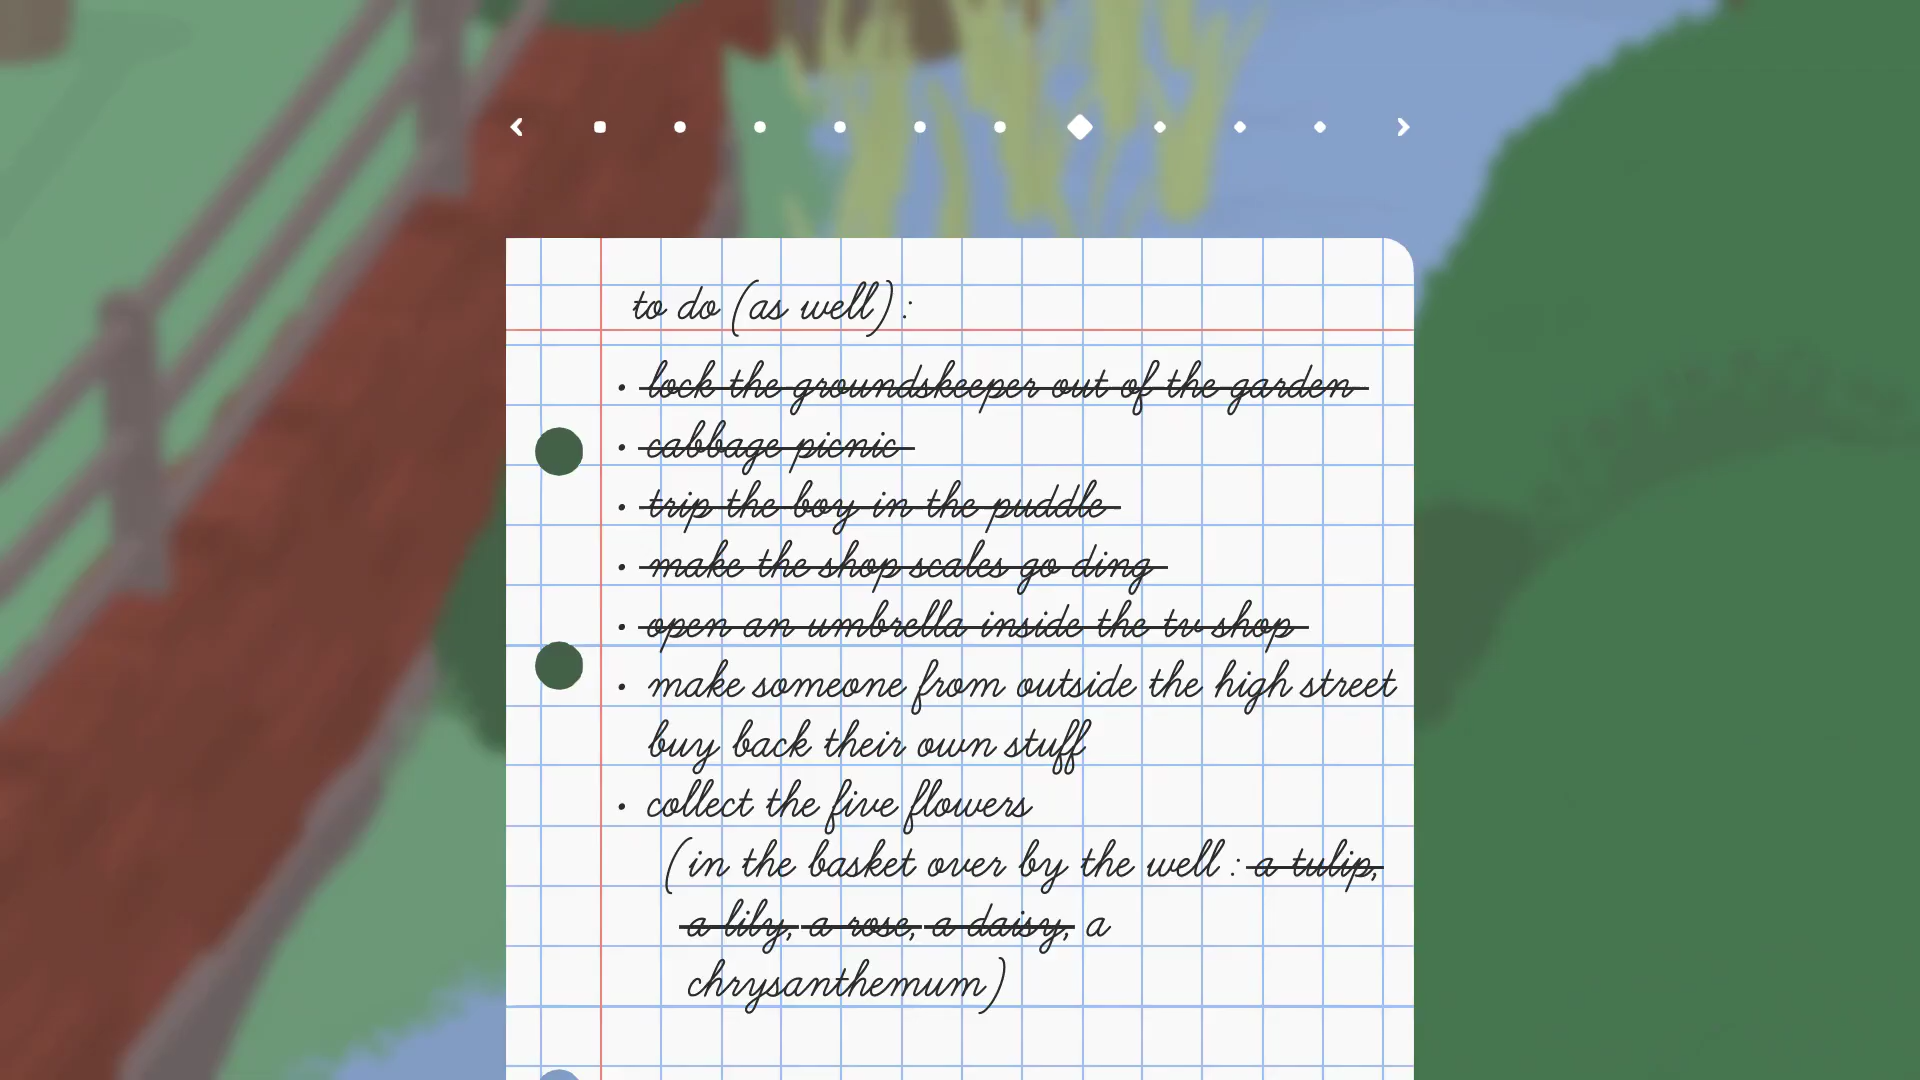 to do (as well) :
• lock the groundskeeper out of the garden
• cabbage picnic
• trip the boy in the puddle
• make the shop scales go ding
• open an umbrella inside the tv shop
• make someone from outside the high street
buy back their own stuff
• collect the five flowers
(in the basket over by the well : a tulip,
a lily, a rose, a daisy, a
chrysanthemum)